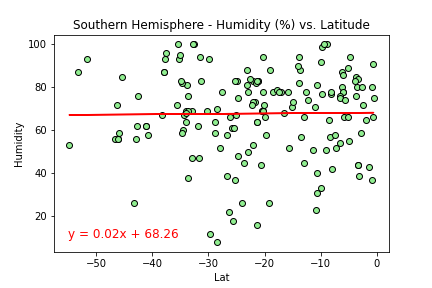 Southern Hemisphere - Humidity (%) vs. Latitude
100
80
60
40
20
Humidity
y = 0.02x + 68.26
−50
−40
−30
−20
−10
0
Lat